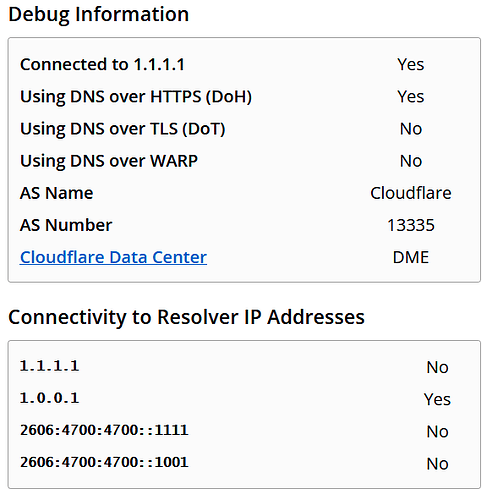 Debug Information
Connected to 1.1.1.1 Yes
Using DNS over HTTPS (DoH) Yes
Using DNS over TLS (DoT) No
Using DNS over WARP No
AS Name Cloudflare
AS Number 13335
Cloudflare Data Center DME
Connectivity to Resolver IP Addresses
1.1.1.1 No
1.0.0.1 Yes
2606:4700:4700::1111 No
2606:4700:4700::1001 No